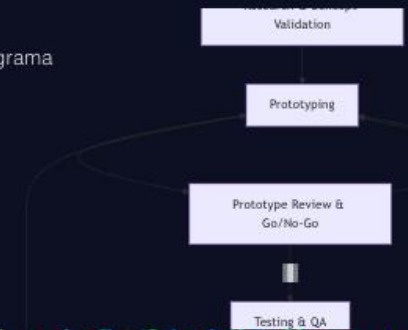 Validation
grama
Prototyping
Prototype Review &
Go/No-Go
Testing & QA